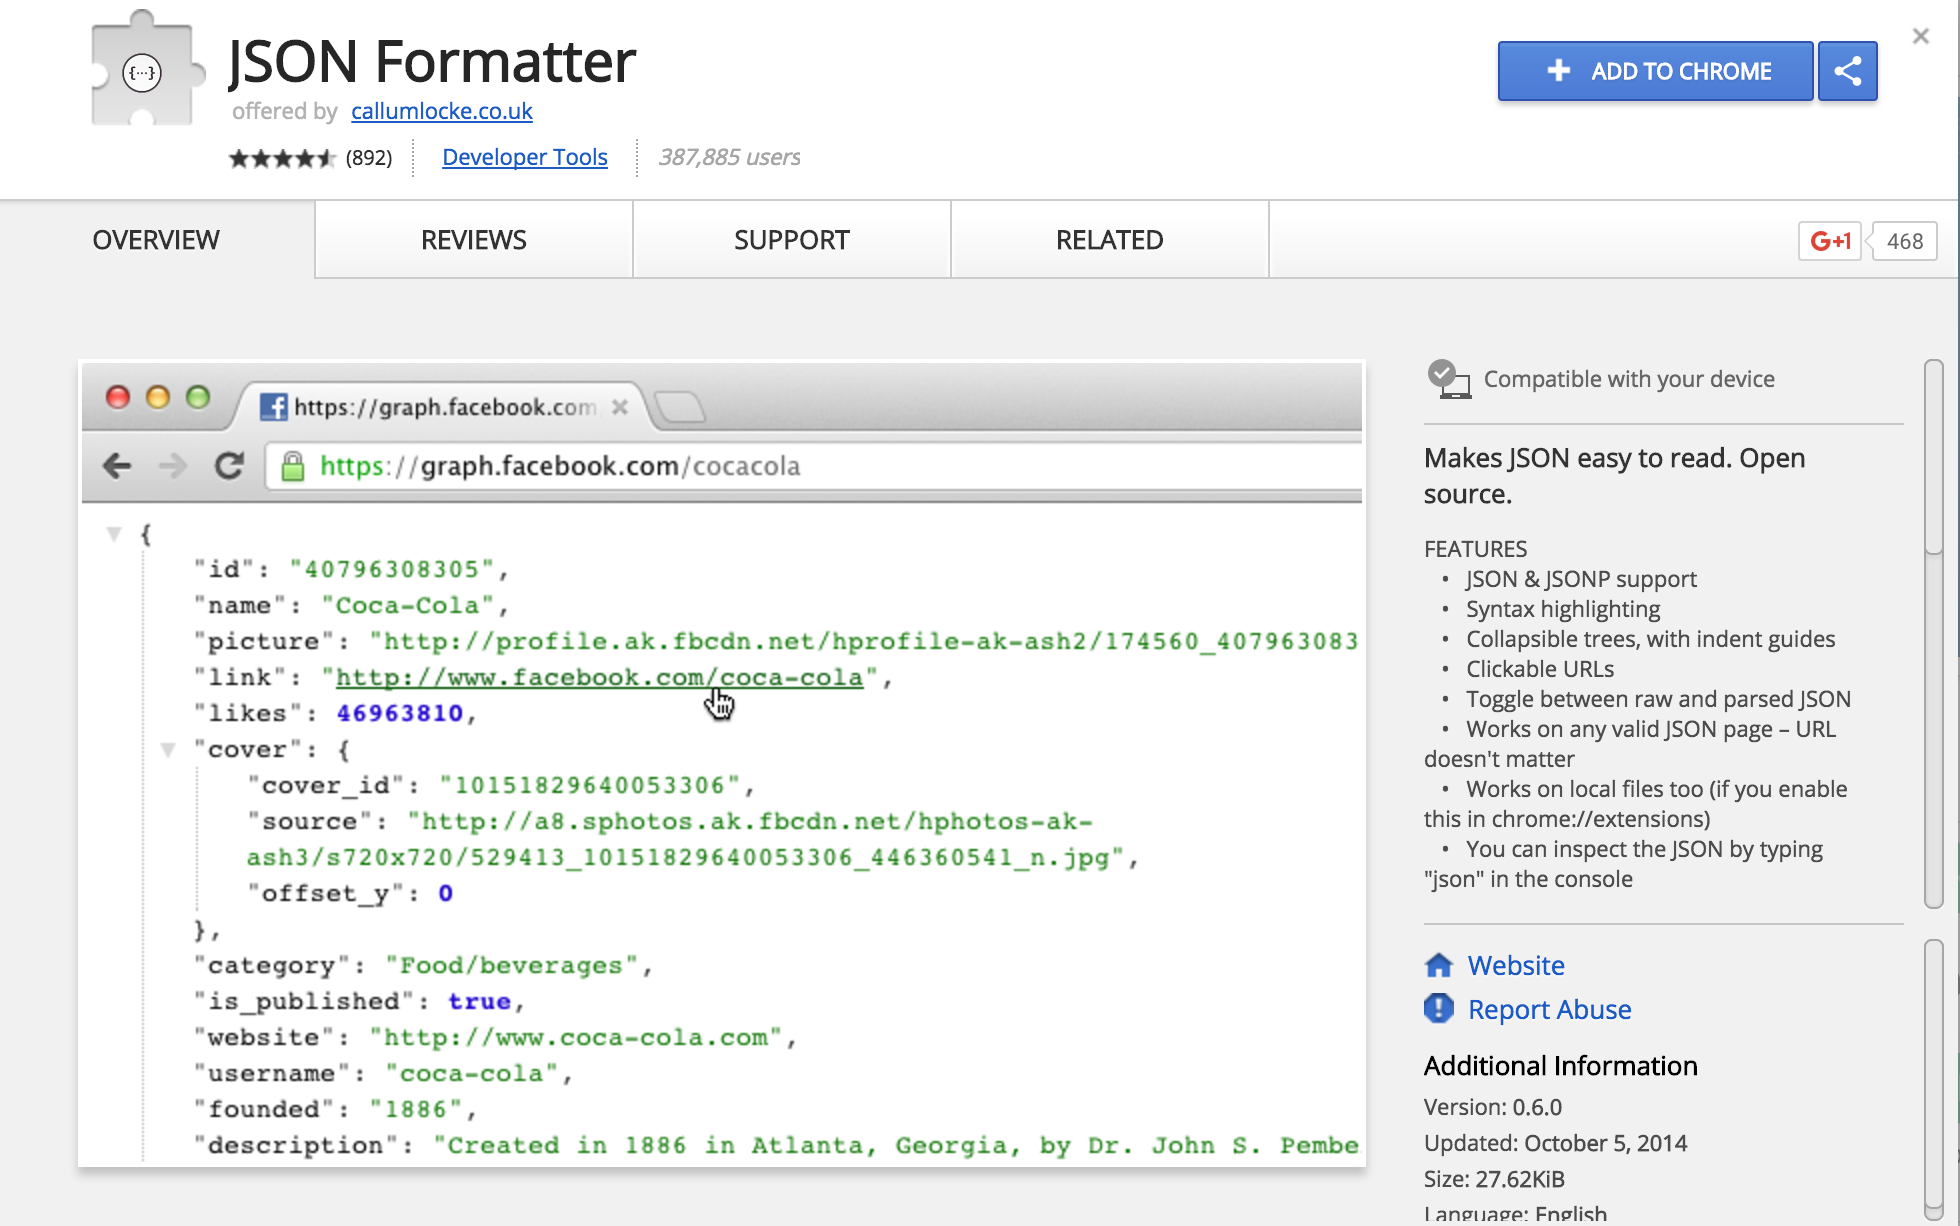 {···}
JSON Formatter
offered by callumlocke.co.uk
(892) Developer Tools 387,885 users
ADD TO CHROME
OVERVIEW REVIEWS SUPPORT RELATED
G+1 468
https://graph.facebook.com
https://graph.facebook.com/cocacola
{
"id": "40796308305",
"name": "Coca-Cola",
"picture": "http://profile.ak.fbcdn.net/hprofile-ak-ash2/174560_407963083
"link": "http://www.facebook.com/coca-cola",
"likes": 46963810,
"cover": {
"cover_id": "10151829640053306",
"source": "http://a8.sphotos.ak.fbcdn.net/hphotos-ak-
ash3/s720x720/529413_10151829640053306_446360541_n.jpg",
"offset_y": 0
},
"category": "Food/beverages",
"is_published": true,
"website": "http://www.coca-cola.com",
"username": "coca-cola",
"founded": "1886",
"description": "Created in 1886 in Atlanta, Georgia, by Dr. John S. Pembe
Compatible with your device
Makes JSON easy to read. Open
source.
FEATURES
• JSON & JSONP support
• Syntax highlighting
• Collapsible trees, with indent guides
• Clickable URLs
• Toggle between raw and parsed JSON
• Works on any valid JSON page – URL
doesn't matter
• Works on local files too (if you enable
this in chrome://extensions)
• You can inspect the JSON by typing
"json" in the console
Website
Report Abuse
Additional Information
Version: 0.6.0
Updated: October 5, 2014
Size: 27.62KiB
Language: English